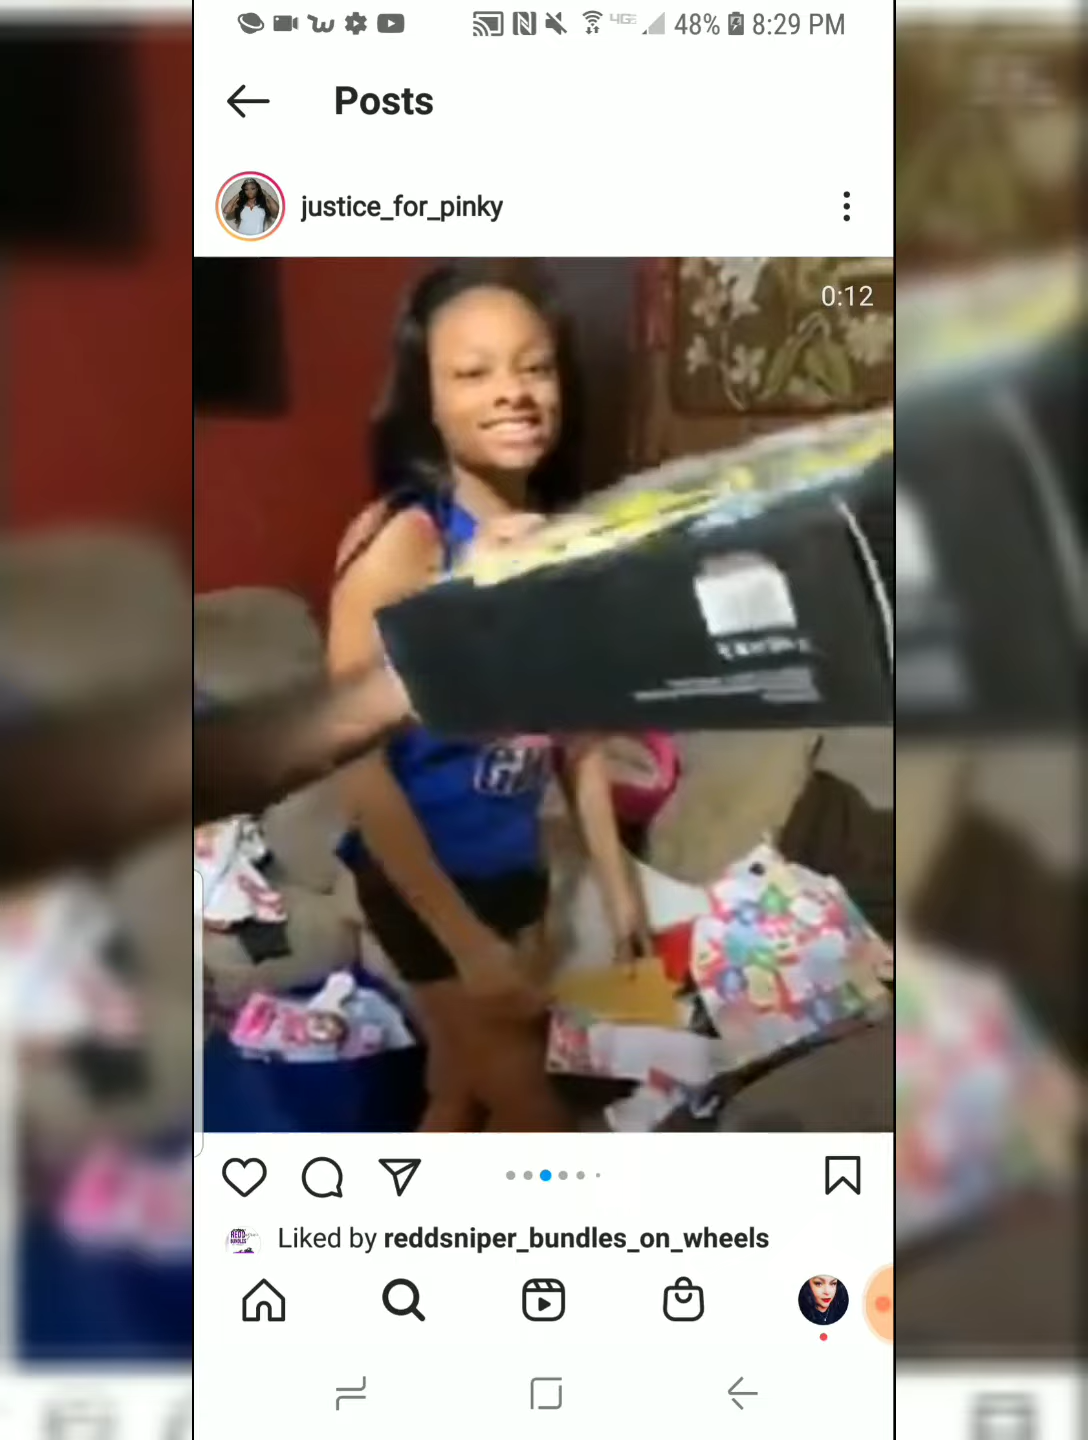 48% 8:29 PM
Posts
justice_for_pinky
0:12
Liked by reddsniper_bundles_on_wheels